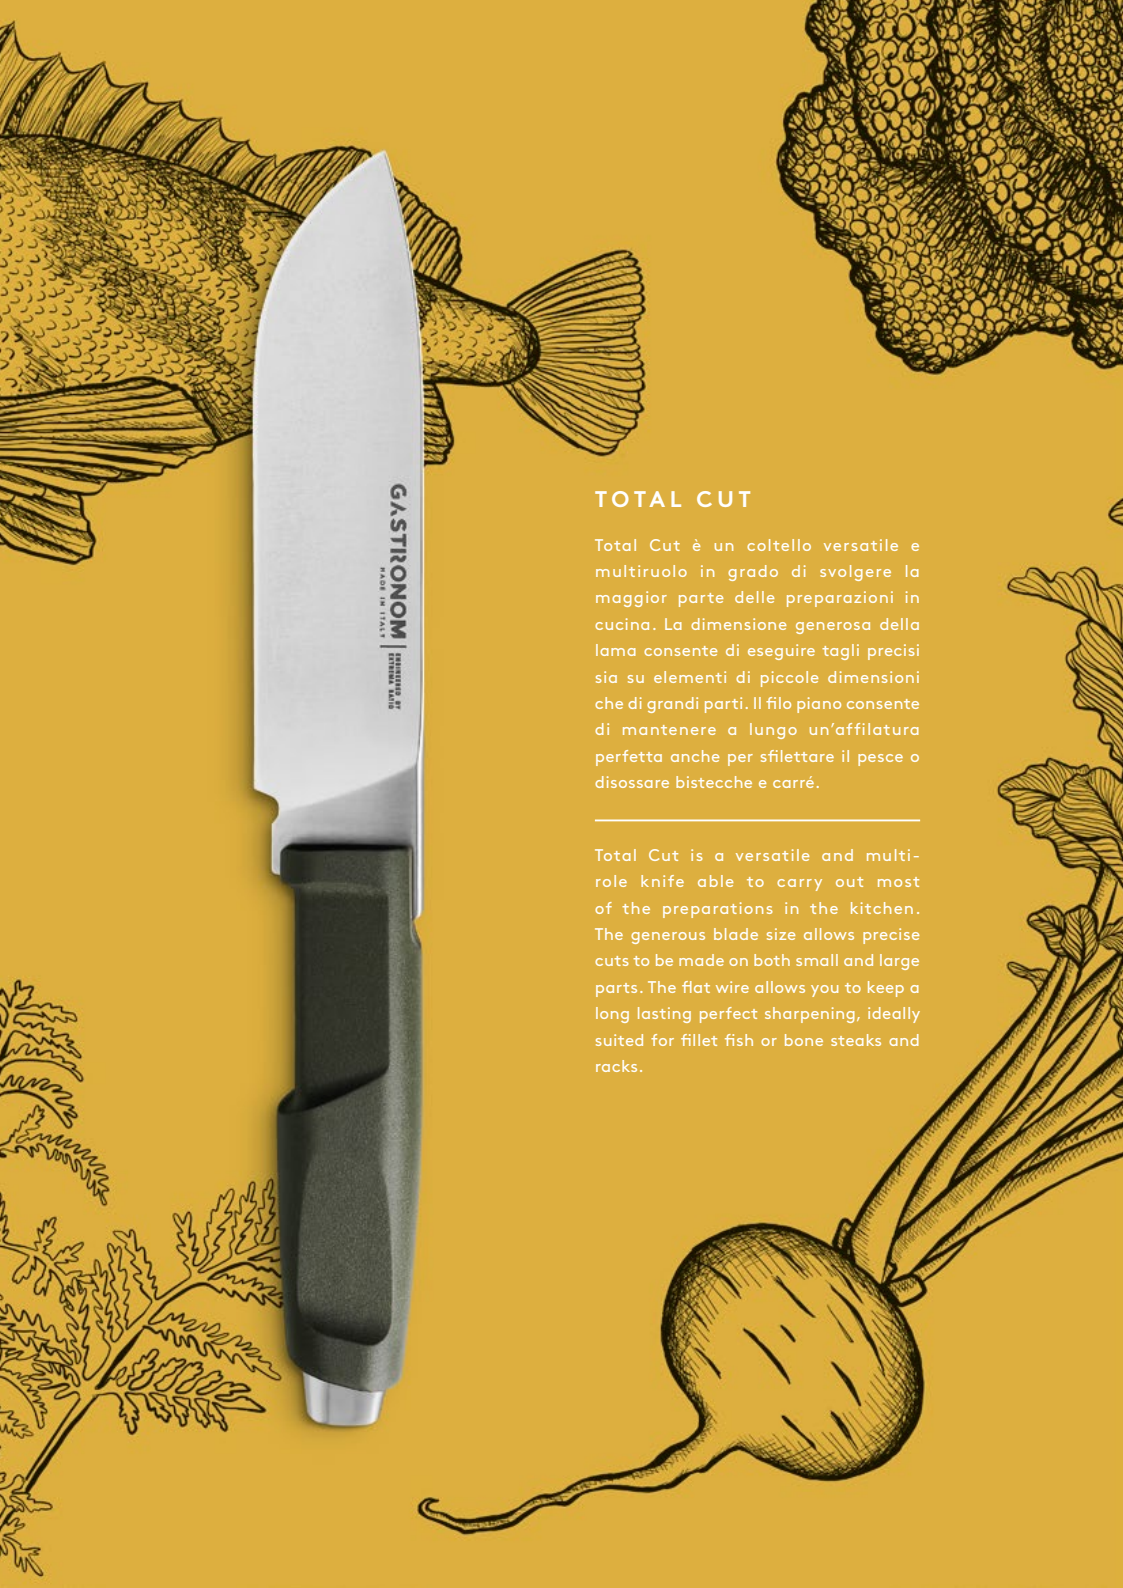 GASTRONOM
MADE IN ITALY
ENGINEERED BY
EXTREMA RATIO
TOTAL CUT
Total Cut è un coltello versatile e
multiruolo in grado di svolgere la
maggior parte delle preparazioni in
cucina. La dimensione generosa della
lama consente di eseguire tagli precisi
sia su elementi di piccole dimensioni
che di grandi parti. Il filo piano consente
di mantenere a lungo un’affilatura
perfetta anche per sfilettare il pesce o
disossare bistecche e carré.
Total Cut is a versatile and multi-
role knife able to carry out most
of the preparations in the kitchen.
The generous blade size allows precise
cuts to be made on both small and large
parts. The flat wire allows you to keep a
long lasting perfect sharpening, ideally
suited for fillet fish or bone steaks and
racks.